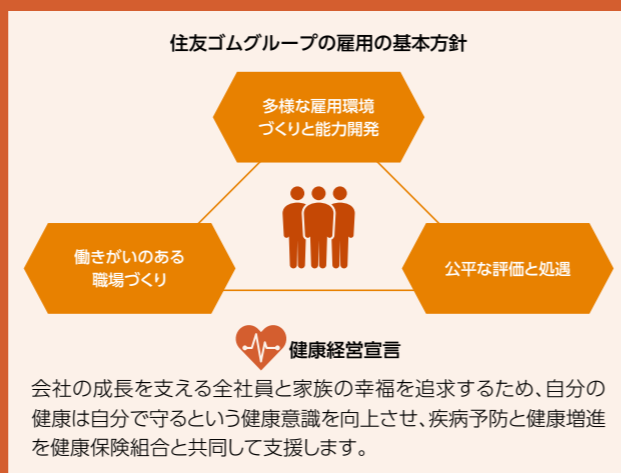 住友ゴムグループの雇用の基本方針
多様な雇用環境
づくりと能力開発
働きがいのある
職場づくり
公平な評価と処遇
健康経営宣言
会社の成長を支える全社員と家族の幸福を追求するため、自分の
健康は自分で守るという健康意識を向上させ、疾病予防と健康増進
を健康保険組合と共同して支援します。